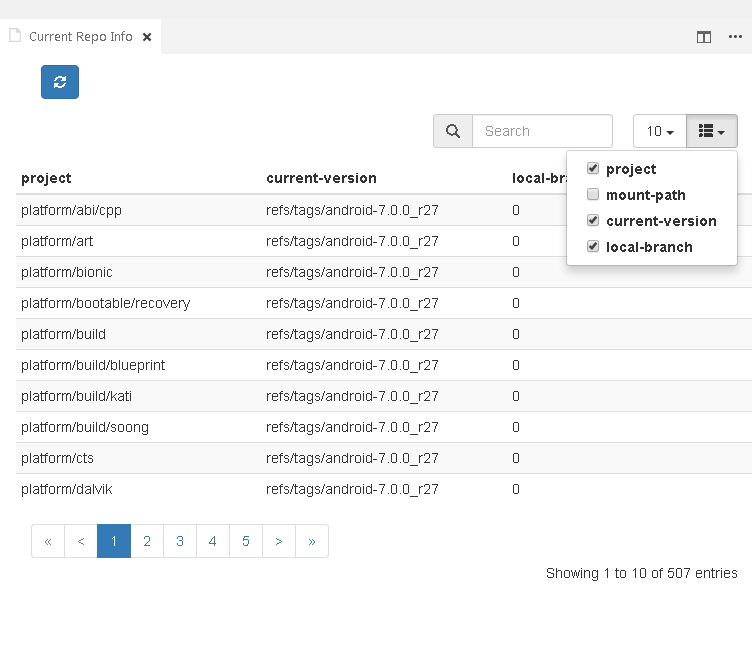 Current Repo Info
Search
10
project current-version local-br
project
mount-path
current-version
local-branch
platform/abi/cpp refs/tags/android-7.0.0_r27 0
platform/art refs/tags/android-7.0.0_r27 0
platform/bionic refs/tags/android-7.0.0_r27 0
platform/bootable/recovery refs/tags/android-7.0.0_r27 0
platform/build refs/tags/android-7.0.0_r27 0
platform/build/blueprint refs/tags/android-7.0.0_r27 0
platform/build/kati refs/tags/android-7.0.0_r27 0
platform/build/soong refs/tags/android-7.0.0_r27 0
platform/cts refs/tags/android-7.0.0_r27 0
platform/dalvik refs/tags/android-7.0.0_r27 0
« < 1 2 3 4 5 > »
Showing 1 to 10 of 507 entries